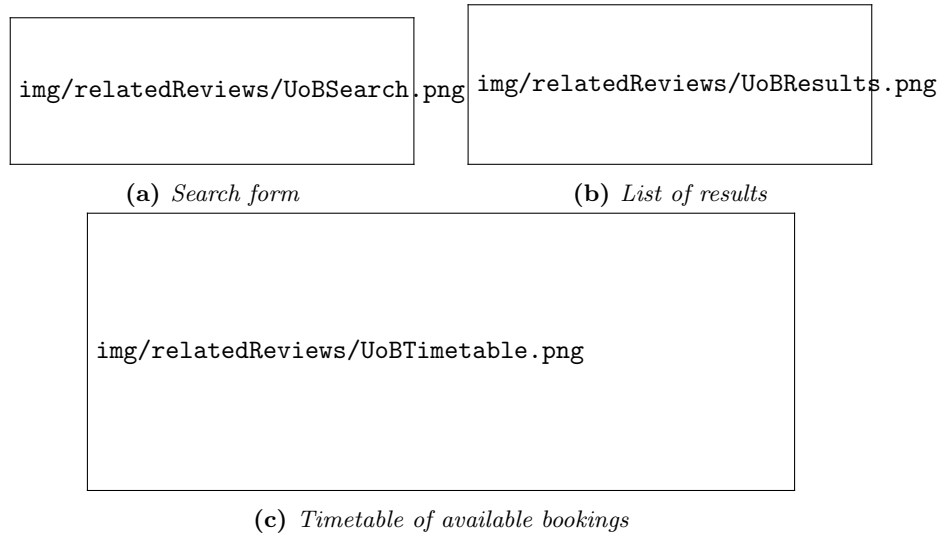 img/relatedReviews/UoBSearch.png
img/relatedReviews/UoBResults.png
(a) Search form
(b) List of results
img/relatedReviews/UoBTimetable.png
(c) Timetable of available bookings